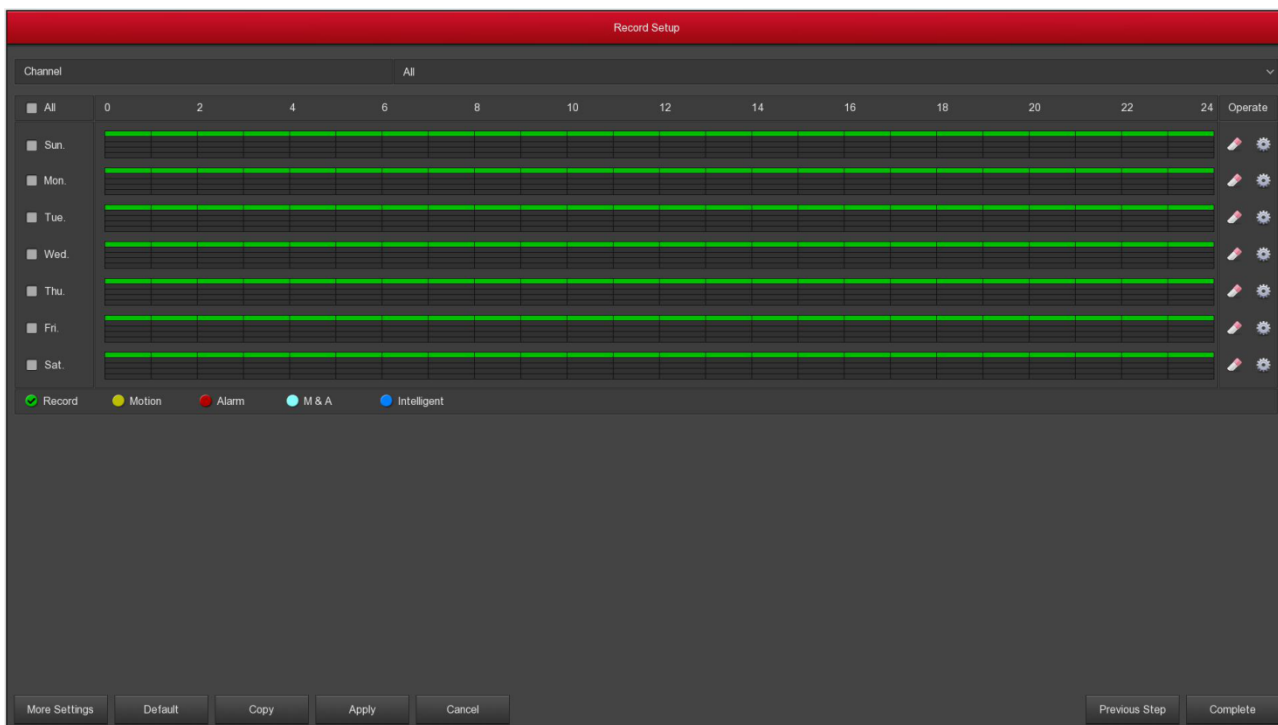 Record Setup
Channel All
All 0 2 4 6 8 10 12 14 16 18 20 22 24 Operate
Sun.
Mon.
Tue.
Wed.
Thu.
Fri.
Sat.
Record Motion Alarm M & A Intelligent
More Settings Default Copy Apply Cancel Previous Step Complete